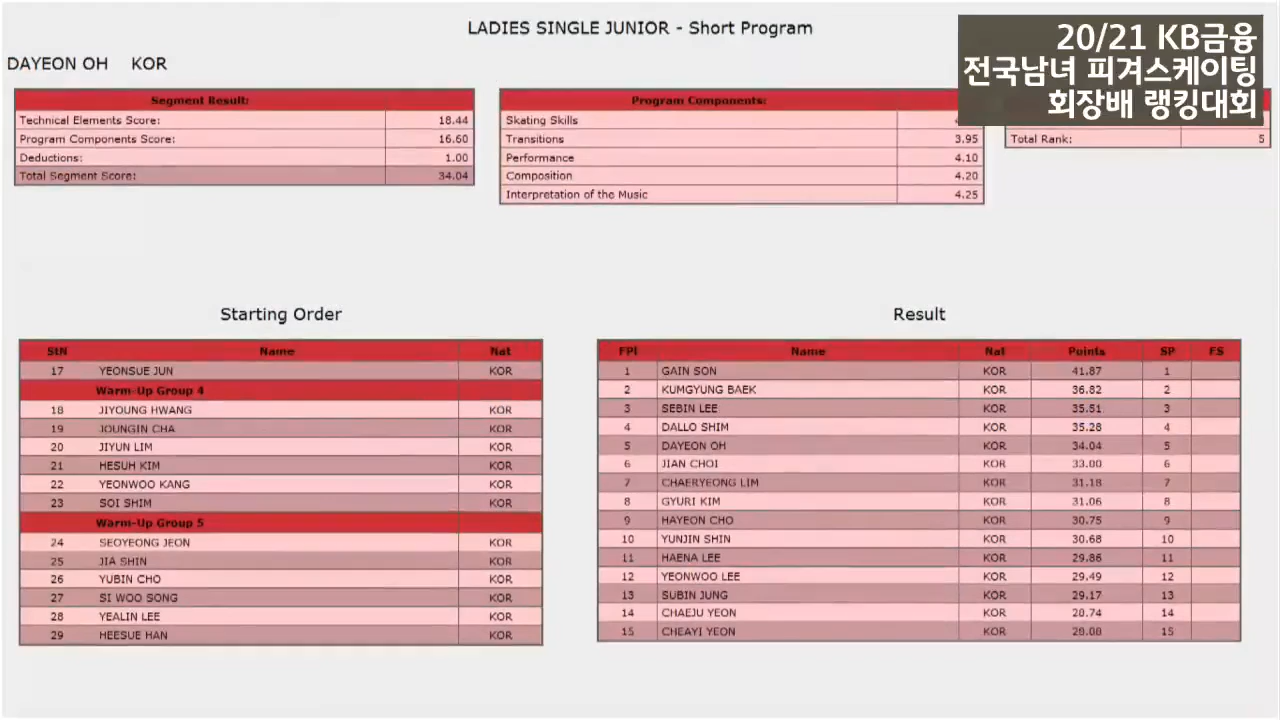 LADIES SINGLE JUNIOR - Short Program
20/21 KB금융
전국남녀 피겨스케이팅
회장배 랭킹대회
DAYEON OH KOR
Segment Result:
Technical Elements Score: 18.44
Program Components Score: 16.60
Deductions: 1.00
Total Segment Score: 34.04
Program Components:
Skating Skills
Transitions 3.95
Performance 4.10
Composition 4.20
Interpretation of the Music 4.25
Total Rank: 5
Starting Order
StN Name Nat
17 YEONSUE JUN KOR
Warm-Up Group 4
18 JIYOUNG HWANG KOR
19 JOUNGIN CHA KOR
20 JIYUN LIM KOR
21 HESUH KIM KOR
22 YEONWOO KANG KOR
23 SOI SHIM KOR
Warm-Up Group 5
24 SEOYEONG JEON KOR
25 JIA SHIN KOR
26 YUBIN CHO KOR
27 SI WOO SONG KOR
28 YEALIN LEE KOR
29 HEESUE HAN KOR
Result
FPl Name Nat Points SP FS
1 GAIN SON KOR 41.87 1
2 KUMGYUNG BAEK KOR 36.82 2
3 SEBIN LEE KOR 35.51 3
4 DALLO SHIM KOR 35.28 4
5 DAYEON OH KOR 34.04 5
6 JIAN CHOI KOR 33.00 6
7 CHAERYEONG LIM KOR 31.18 7
8 GYURI KIM KOR 31.06 8
9 HAYEON CHO KOR 30.75 9
10 YUNJIN SHIN KOR 30.68 10
11 HAENA LEE KOR 29.86 11
12 YEONWOO LEE KOR 29.49 12
13 SUBIN JUNG KOR 29.17 13
14 CHAEJU YEON KOR 28.74 14
15 CHEAYI YEON KOR 15